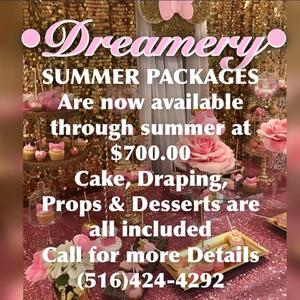 •Dreamery•
SUMMER PACKAGES
Are now available
through summer at
$700.00
Cake, Draping,
Props & Desserts are
all included
Call for more Details
(516)424-4292